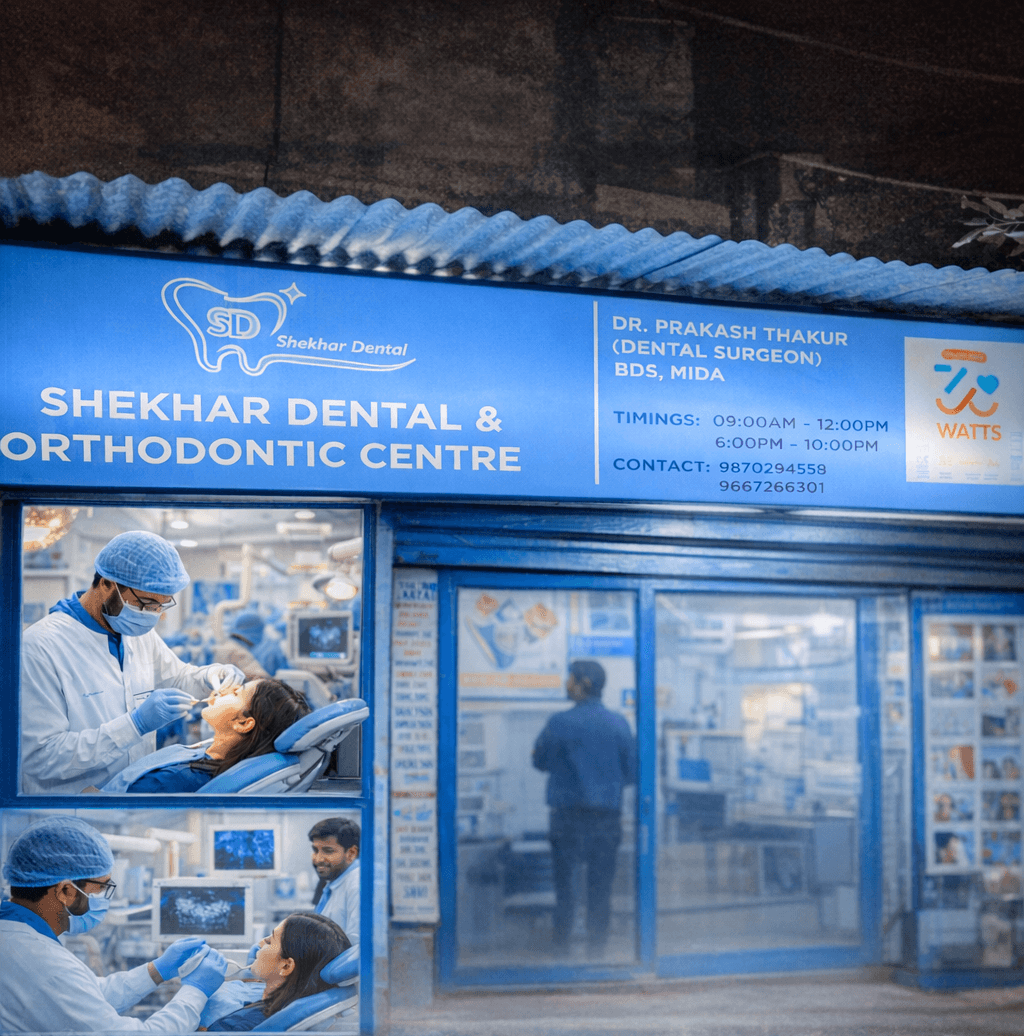 SD
Shekhar Dental
SHEKHAR DENTAL &
ORTHODONTIC CENTRE
DR. PRAKASH THAKUR
(DENTAL SURGEON)
BDS, MIDA
TIMINGS: 09:00AM - 12:00PM
6:00PM - 10:00PM
CONTACT: 9870294558
9667266301
WATTS